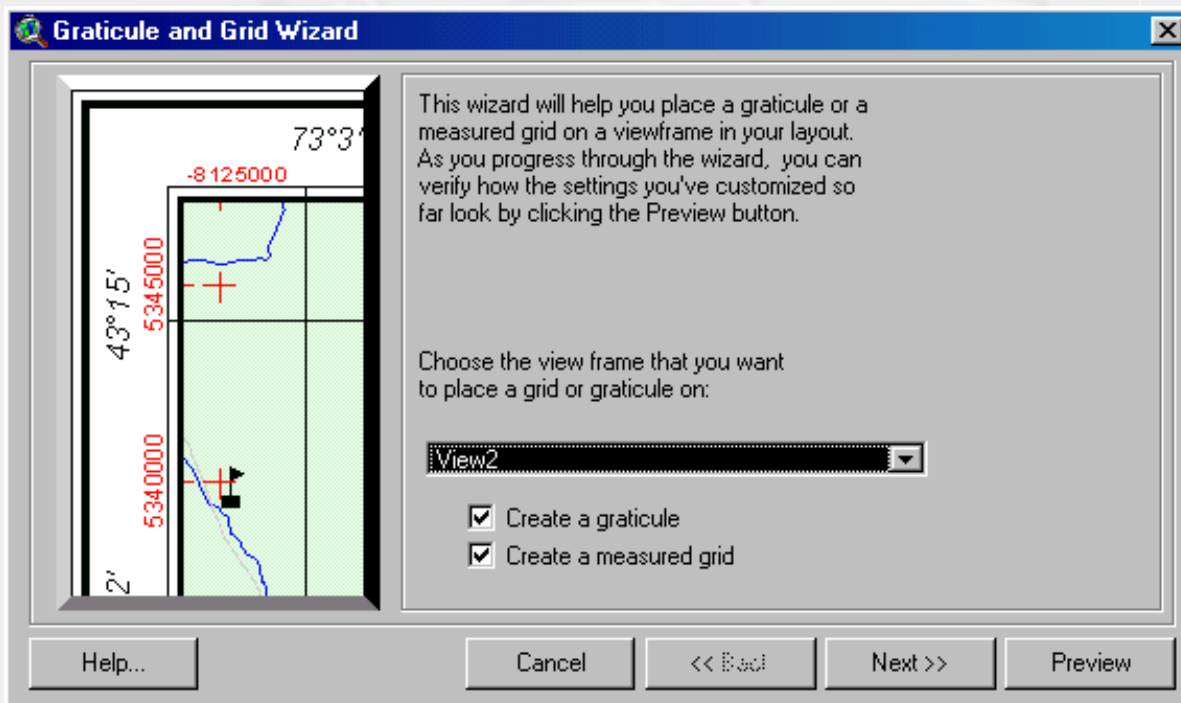 Graticule and Grid Wizard
73°3'
-8125000
5345000
43°15'
5340000
2'
This wizard will help you place a graticule or a
measured grid on a viewframe in your layout.
As you progress through the wizard, you can
verify how the settings you've customized so
far look by clicking the Preview button.
Choose the view frame that you want
to place a grid or graticule on:
View2
Create a graticule
Create a measured grid
Help...
Cancel
<< Back
Next >>
Preview